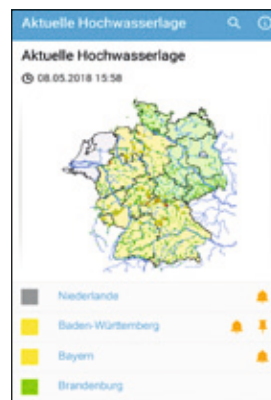 Aktuelle Hochwasserlage
Aktuelle Hochwasserlage
08.05.2018 15:58
Niederlande
Baden-Württemberg
Bayern
Brandenburg